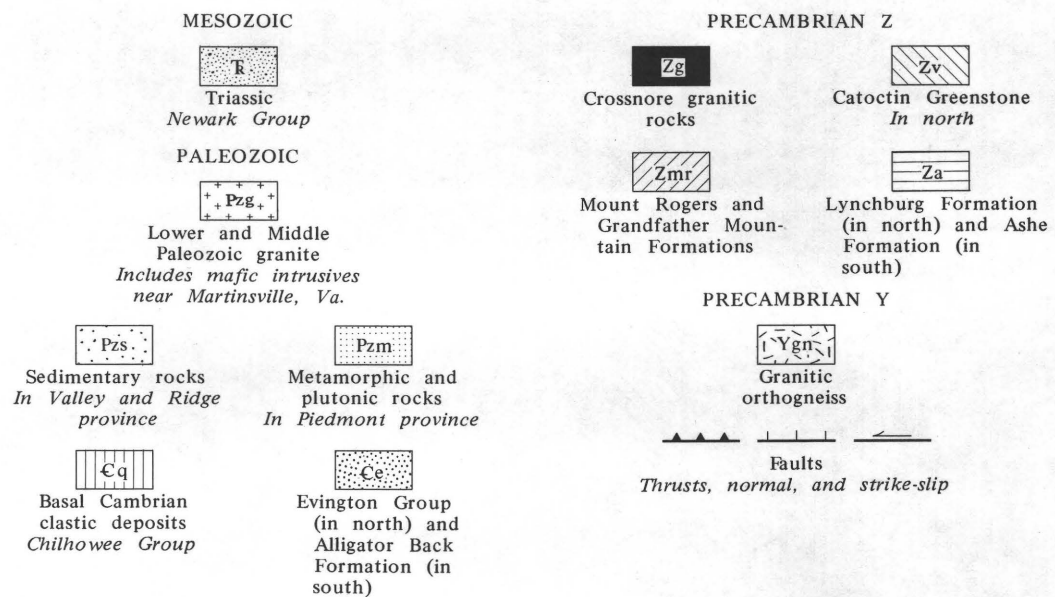 MESOZOIC
Ꞧ
Triassic
Newark Group
PALEOZOIC
Pzg
Lower and Middle
Paleozoic granite
Includes mafic intrusives
near Martinsville, Va.
Pzs
Sedimentary rocks
In Valley and Ridge
province
Pzm
Metamorphic and
plutonic rocks
In Piedmont province
Ꞓq
Basal Cambrian
clastic deposits
Chilhowee Group
Ꞓe
Evington Group
(in north) and
Alligator Back
Formation (in
south)
PRECAMBRIAN Z
Zg
Crossnore granitic
rocks
Zv
Catoctin Greenstone
In north
Zmr
Mount Rogers and
Grandfather Moun-
tain Formations
Za
Lynchburg Formation
(in north) and Ashe
Formation (in
south)
PRECAMBRIAN Y
Ygn
Granitic
orthogneiss
Faults
Thrusts, normal, and strike-slip